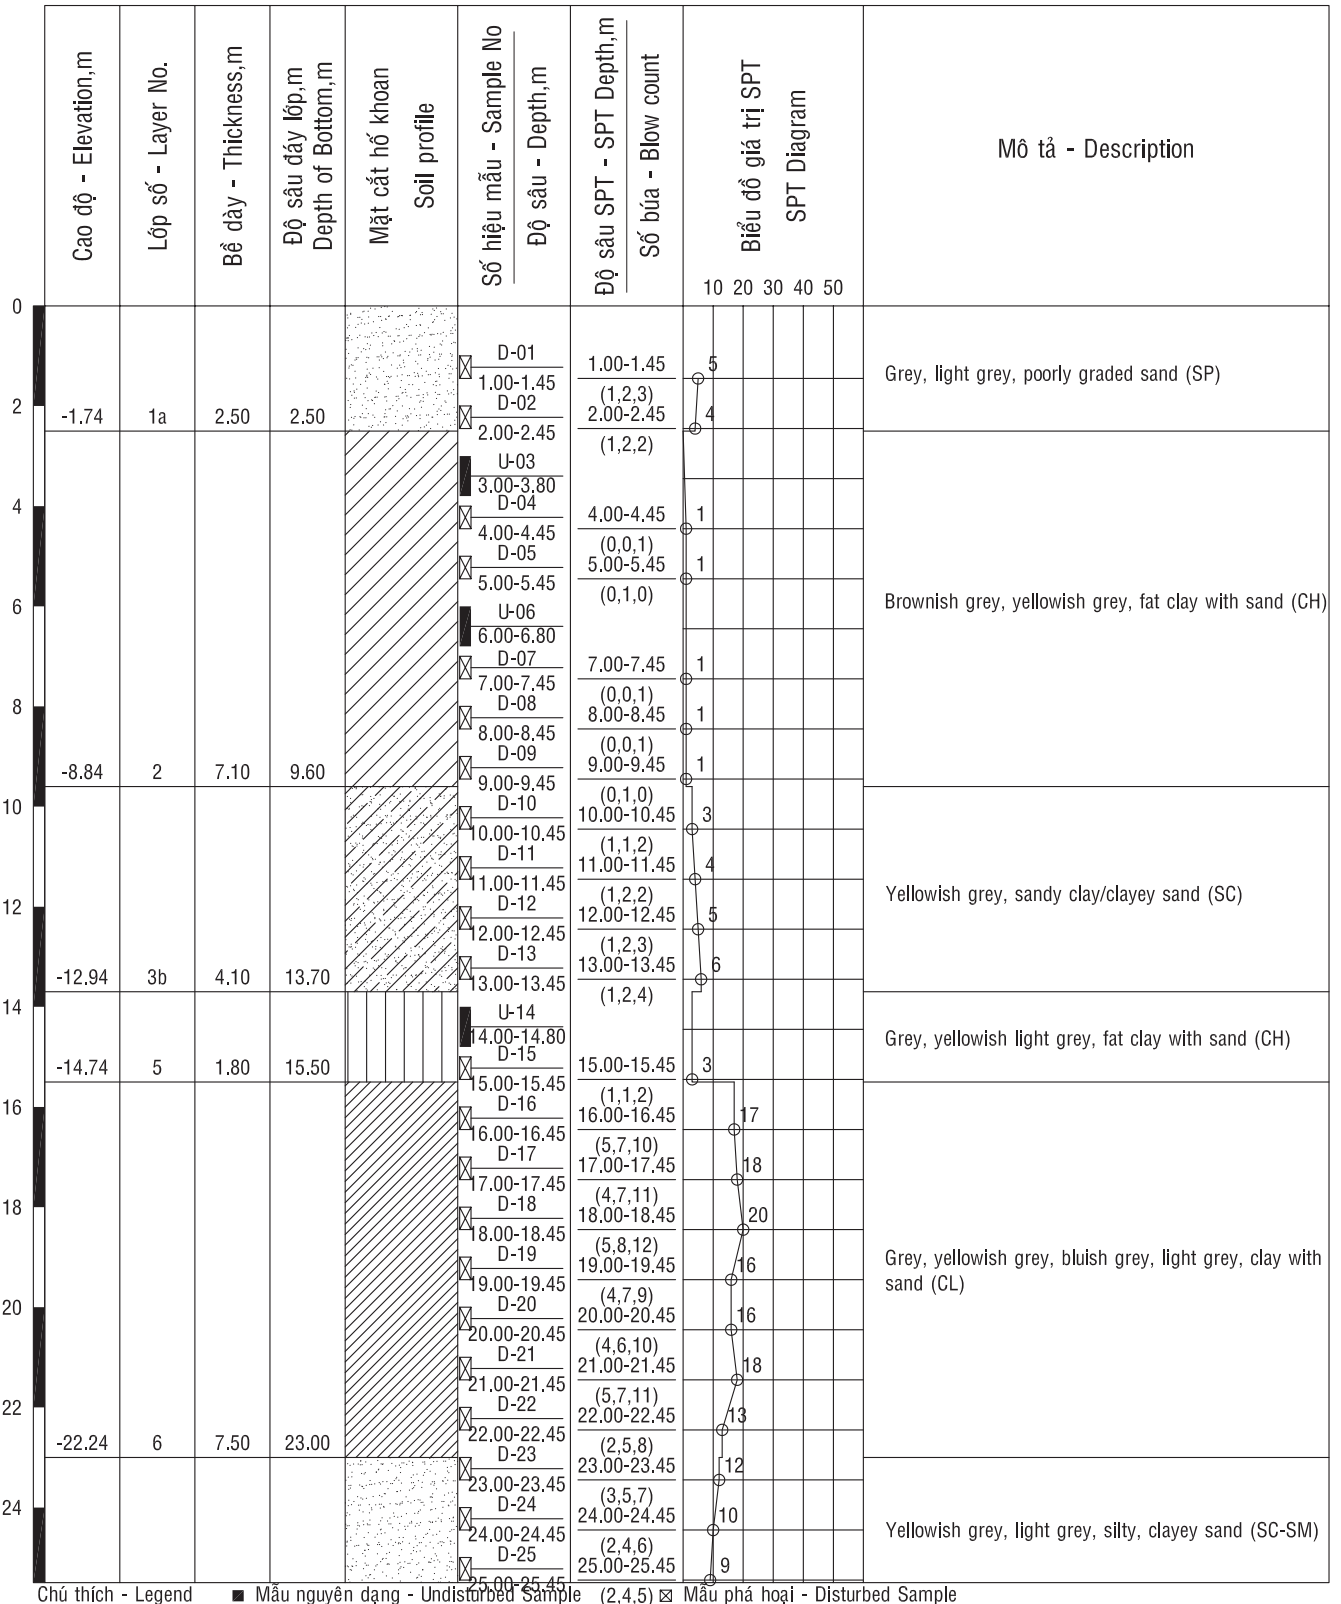 Cao độ - Elevation,m
Lớp số - Layer No.
Bề dày - Thickness,m
Độ sâu đáy lớp,m
Depth of Bottom,m
Mặt cắt hố khoan
Soil profile
Số hiệu mẫu - Sample No
Độ sâu - Depth,m
Độ sâu SPT - SPT Depth,m
Số búa - Blow count
Biểu đồ giá trị SPT
SPT Diagram
Mô tả - Description
10 20 30 40 50
0
D-01
1.00-1.45 5
Grey, light grey, poorly graded sand (SP)
1.00-1.45
(1,2,3)
D-02
2
-1.74 1a 2.50 2.50
2.00-2.45 4
2.00-2.45
(1,2,2)
U-03
3.00-3.80
D-04
4
4.00-4.45 1
4.00-4.45
(0,0,1)
D-05
5.00-5.45 1
5.00-5.45
(0,1,0)
Brownish grey, yellowish grey, fat clay with sand (CH)
6
U-06
6.00-6.80
D-07
7.00-7.45 1
7.00-7.45
(0,0,1)
D-08
8
8.00-8.45 1
8.00-8.45
(0,0,1)
D-09
-8.84 2 7.10 9.60
9.00-9.45 1
9.00-9.45
(0,1,0)
D-10
10
10.00-10.45 3
10.00-10.45
(1,1,2)
D-11
11.00-11.45 4
11.00-11.45
(1,2,2)
Yellowish grey, sandy clay/clayey sand (SC)
D-12
12
12.00-12.45 5
12.00-12.45
(1,2,3)
D-13
-12.94 3b 4.10 13.70
13.00-13.45 6
13.00-13.45
(1,2,4)
14
U-14
14.00-14.80
Grey, yellowish light grey, fat clay with sand (CH)
D-15
-14.74 5 1.80 15.50
15.00-15.45 3
15.00-15.45
(1,1,2)
D-16
16
16.00-16.45 17
16.00-16.45
(5,7,10)
D-17
17.00-17.45 18
17.00-17.45
(4,7,11)
D-18
18
18.00-18.45 20
18.00-18.45
(5,8,12)
D-19
19.00-19.45 16
Grey, yellowish grey, bluish grey, light grey, clay with
sand (CL)
19.00-19.45
(4,7,9)
D-20
20
20.00-20.45 16
20.00-20.45
(4,6,10)
D-21
21.00-21.45 18
21.00-21.45
(5,7,11)
D-22
22
22.00-22.45 13
22.00-22.45
(2,5,8)
-22.24 6 7.50 23.00
D-23
23.00-23.45 12
23.00-23.45
(3,5,7)
D-24
24
24.00-24.45 10
24.00-24.45
(2,4,6)
Yellowish grey, light grey, silty, clayey sand (SC-SM)
D-25
25.00-25.45 9
25.00-25.45
(2,4,5)
Chú thích - Legend Mẫu nguyên dạng - Undisturbed Sample Mẫu phá hoại - Disturbed Sample